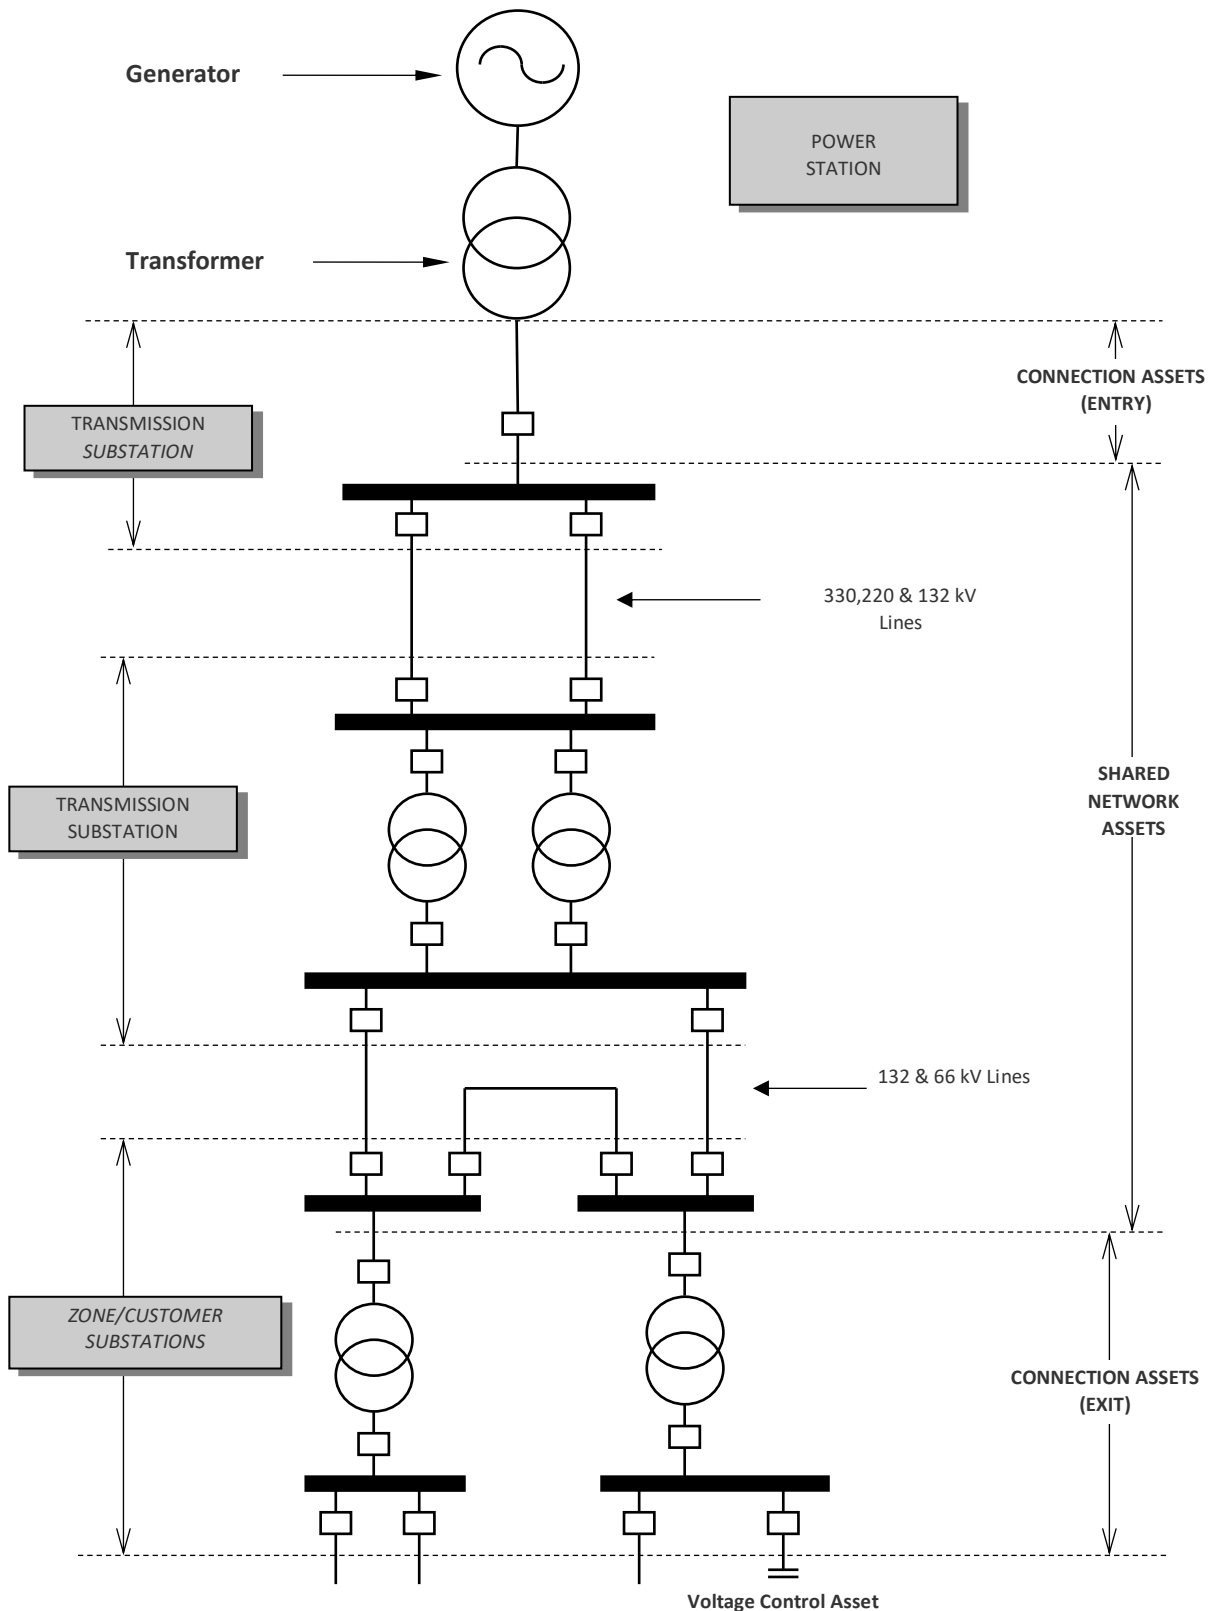 Generator
POWER
STATION
Transformer
CONNECTION ASSETS
(ENTRY)
TRANSMISSION
SUBSTATION
330,220 & 132 kV
Lines
SHARED
NETWORK
ASSETS
TRANSMISSION
SUBSTATION
132 & 66 kV Lines
ZONE/CUSTOMER
SUBSTATIONS
CONNECTION ASSETS
(EXIT)
Voltage Control Asset